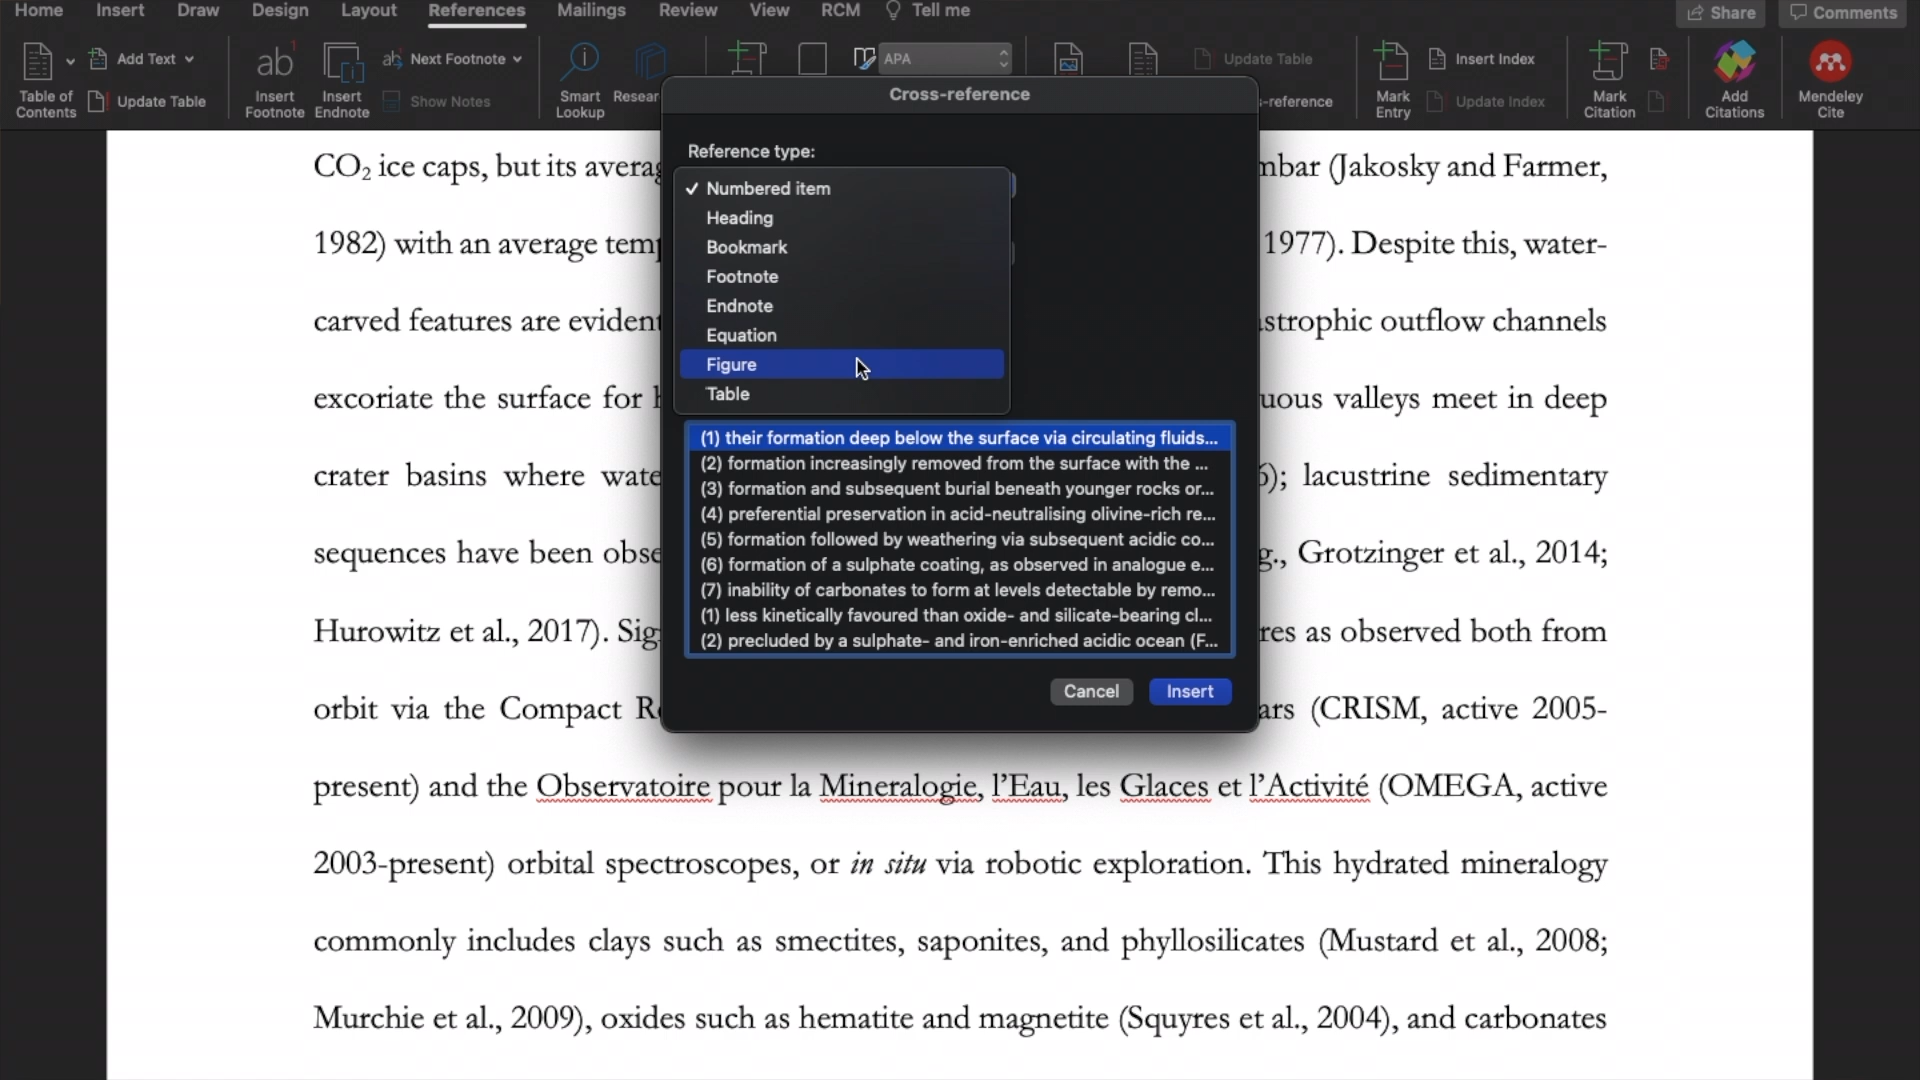 Home Insert Draw Design Layout References Mailings Review View RCM Tell me Share Comments
Table of Contents Add Text Update Table ab Insert Footnote Insert Endnote ab Next Footnote Show Notes Smart Lookup APA Update Table Mark Entry Insert Index Update Index Mark Citation Add Citations Mendeley Cite
Cross-reference
Reference type:
✓ Numbered item
Heading
Bookmark
Footnote
Endnote
Equation
Figure
Table
(1) their formation deep below the surface via circulating fluids...
(2) formation increasingly removed from the surface with the ...
(3) formation and subsequent burial beneath younger rocks or...
(4) preferential preservation in acid-neutralising olivine-rich re...
(5) formation followed by weathering via subsequent acidic co...
(6) formation of a sulphate coating, as observed in analogue e...
(7) inability of carbonates to form at levels detectable by remo...
(1) less kinetically favoured than oxide- and silicate-bearing cl...
(2) precluded by a sulphate- and iron-enriched acidic ocean (F...
Cancel Insert
CO₂ ice caps, but its (Jakosky and Farmer,
1982) with an average 1977). Despite this, water-
carved features are evident outflow channels
excoriate the surface for valleys meet in deep
crater basins where lacustrine sedimentary
sequences have been Grotzinger et al., 2014;
Hurowitz et al., 2017). as observed both from
orbit via the Compact (CRISM, active 2005-
present) and the Observatoire pour la Mineralogie, l’Eau, les Glaces et l’Activité (OMEGA, active
2003-present) orbital spectroscopes, or in situ via robotic exploration. This hydrated mineralogy
commonly includes clays such as smectites, saponites, and phyllosilicates (Mustard et al., 2008;
Murchie et al., 2009), oxides such as hematite and magnetite (Squyres et al., 2004), and carbonates